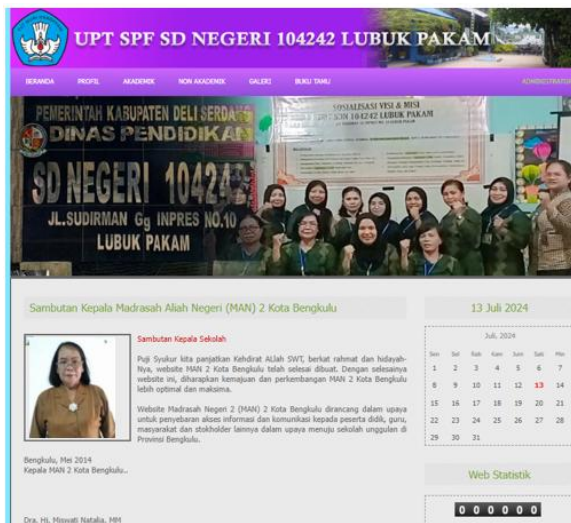 UPT SPF SD NEGERI 104242 LUBUK PAKAM
BERANDA PROFIL AKADEMIK NON AKADEMIK GALERI BUKU TAMU ADMINISTRATOR
PEMERINTAH KABUPATEN DELI SERDANG
DINAS PENDIDIKAN
SD NEGERI 104242
JL.SUDIRMAN Gg INPRES NO.10
LUBUK PAKAM
SOSIALISASI VISI & MISI
104242 LUBUK PAKAM
Sambutan Kepala Madrasah Aliah Negeri (MAN) 2 Kota Bengkulu
Sambutan Kepala Sekolah
Puji Syukur kita panjatkan Kehdirat ALlah SWT, berkat rahmat dan hidayah-
Nya, website MAN 2 Kota Bengkulu telah selesai dibuat. Dengan selesainya
website ini, diharapkan kemajuan dan perkembangan MAN 2 Kota Bengkulu
lebih optimal dan maksima.
Website Madrasah Negeri 2 (MAN) 2 Kota Bengkulu dirancang dalam upaya
untuk penyebaran akses informasi dan komunikasi kepada peserta didik, guru,
masyarakat dan stokholder lainnya dalam upaya menuju sekolah unggulan di
Provinsi Bengkulu.
Bengkulu, Mei 2014
Kepala MAN 2 Kota Bengkulu..
Dra. Hj. Miswati Natalia, MM
13 Juli 2024
Juli, 2024
Sen Sel Rab Kam Jum Sab Min
1 2 3 4 5 6 7
8 9 10 11 12 13 14
15 16 17 18 19 20 21
22 23 24 25 26 27 28
29 30 31
Web Statistik
0 0 0 0 0 0